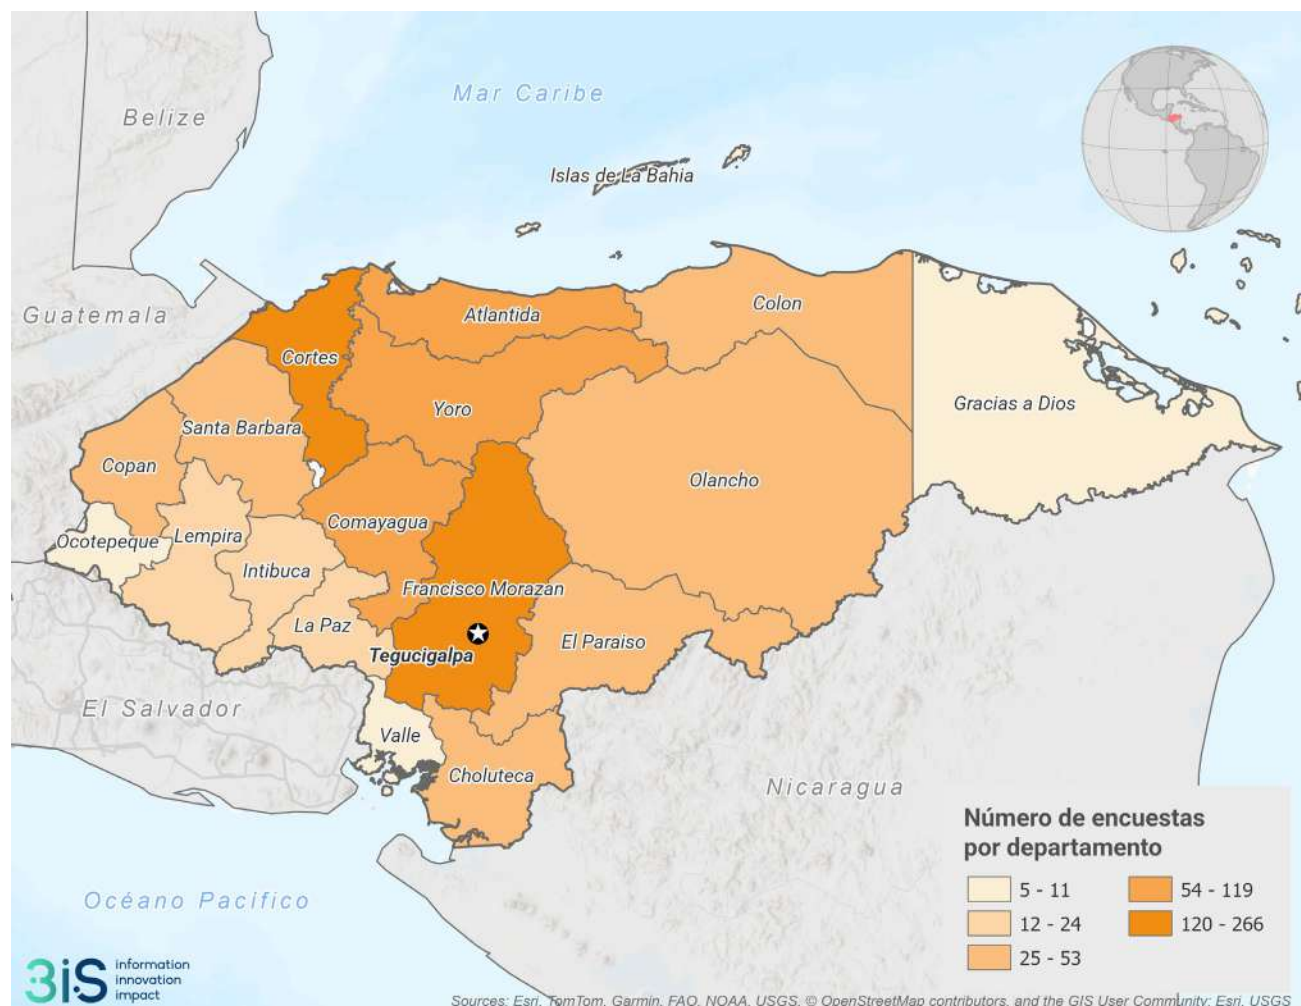 Mar Caribe
Belize
Islas de La Bahia
Guatemala
Colon
Atlantida
Cortes
Gracias a Dios
Yoro
Santa Barbara
Copan
Olancho
Comayagua
Lempira
Ocotepeque
Intibuca
Francisco Morazan
La Paz
El Paraiso
Tegucigalpa
El Salvador
Valle
Choluteca
Nicaragua
Número de encuestas
por departamento
5 - 11
12 - 24
25 - 53
54 - 119
120 - 266
Océano Pacífico
3iS information
innovation
impact
Sources: Esri, TomTom, Garmin, FAO, NOAA, USGS, © OpenStreetMap contributors, and the GIS User Community; Esri, USGS